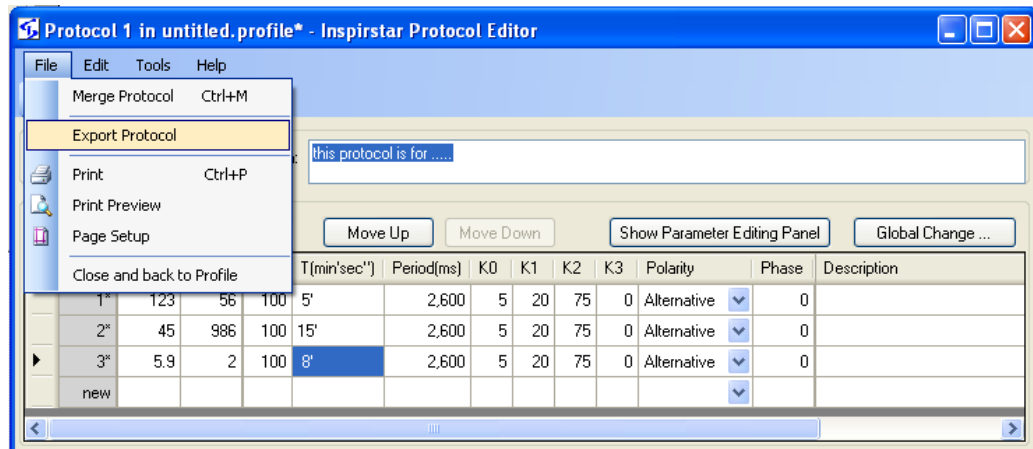 Protocol 1 in untitled.profile* - Inspirstar Protocol Editor
File Edit Tools Help
Merge Protocol Ctrl+M
Export Protocol
this protocol is for .....
Print Ctrl+P
Print Preview
Page Setup
Move Up Move Down Show Parameter Editing Panel Global Change ...
Close and back to Profile
T(min'sec'') Period(ms) K0 K1 K2 K3 Polarity Phase Description
1* 123 56 100 5' 2,600 5 20 75 0 Alternative 0
2* 45 986 100 15' 2,600 5 20 75 0 Alternative 0
3* 5.9 2 100 8' 2,600 5 20 75 0 Alternative 0
new